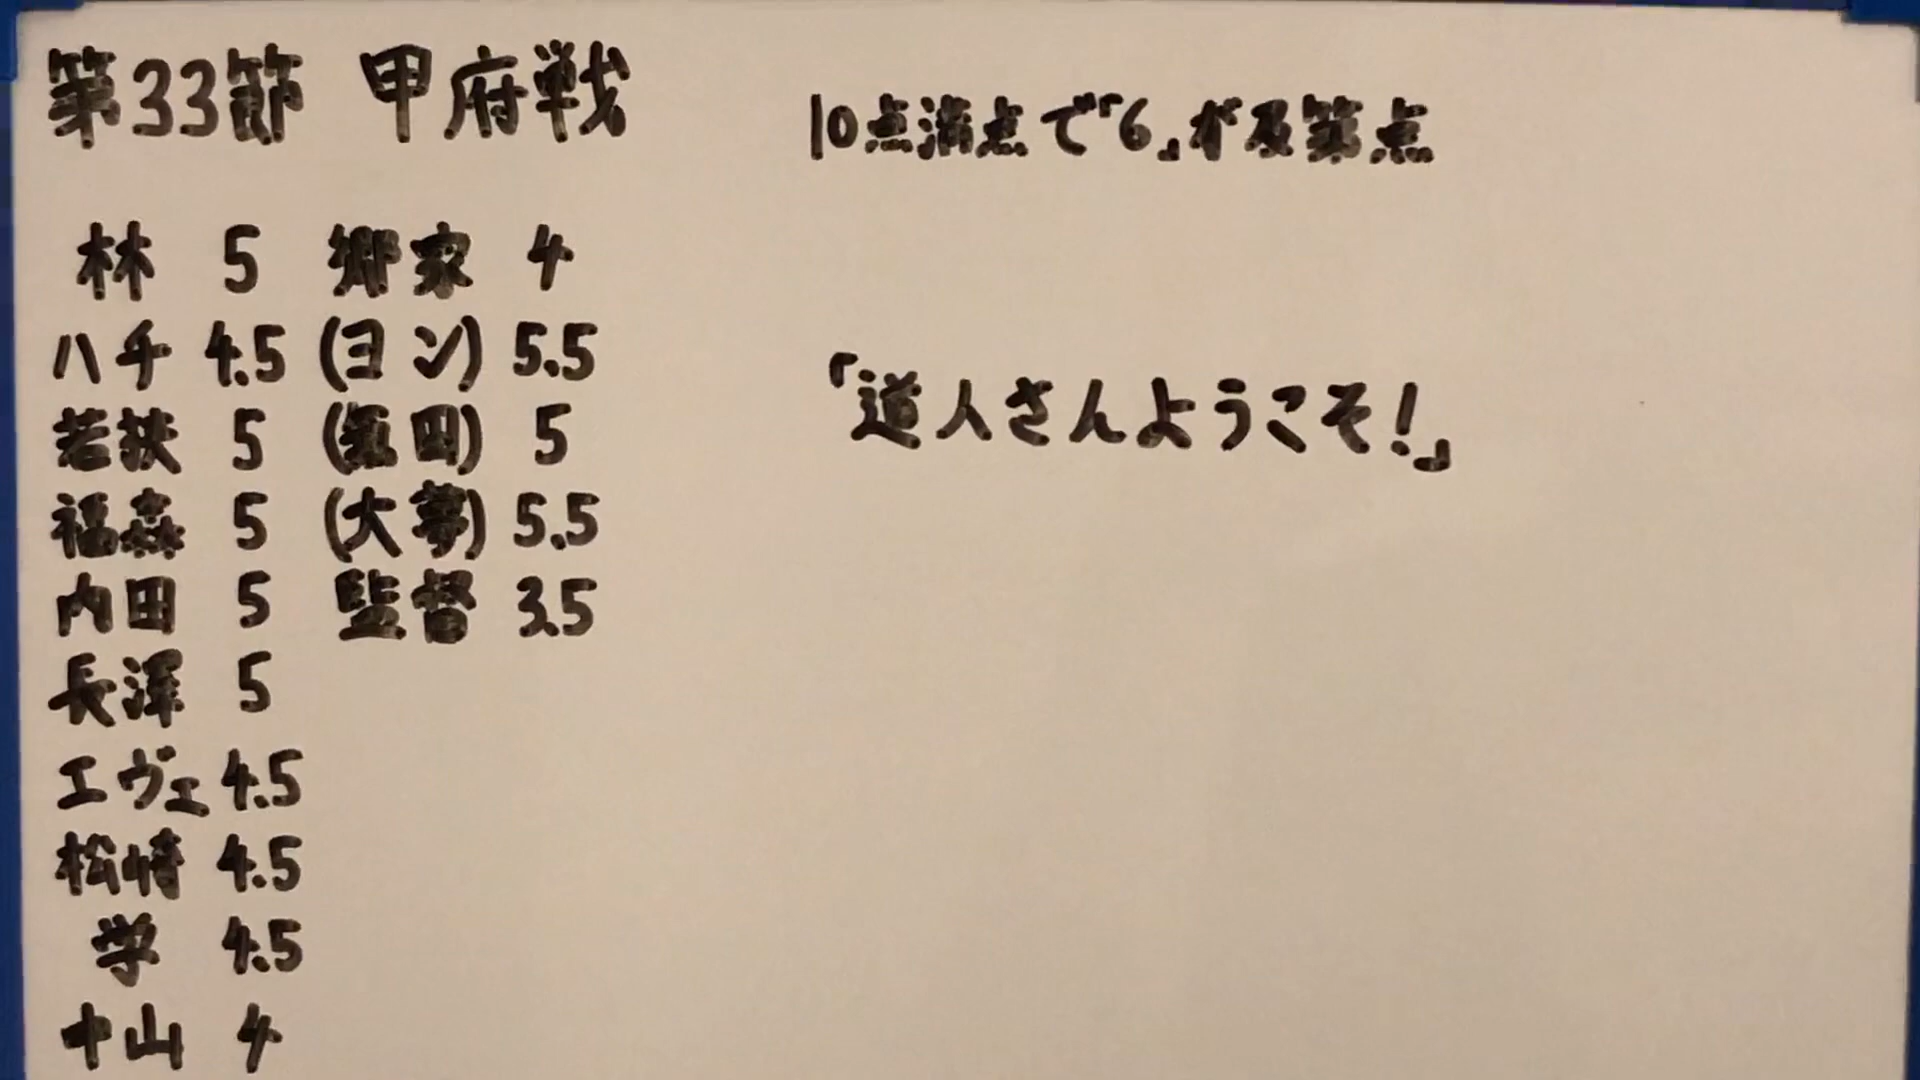 第33節 甲府戦
10点満点で「6」が及第点
林 5
ハチ 4.5
若狭 5
福森 5
内田 5
長澤 5
エヴェ 4.5
松崎 4.5
学 4.5
中山 4
郷家 4
(ヨン) 5.5
(氣田) 5
(大夢) 5.5
監督 3.5
「道人さんようこそ!」